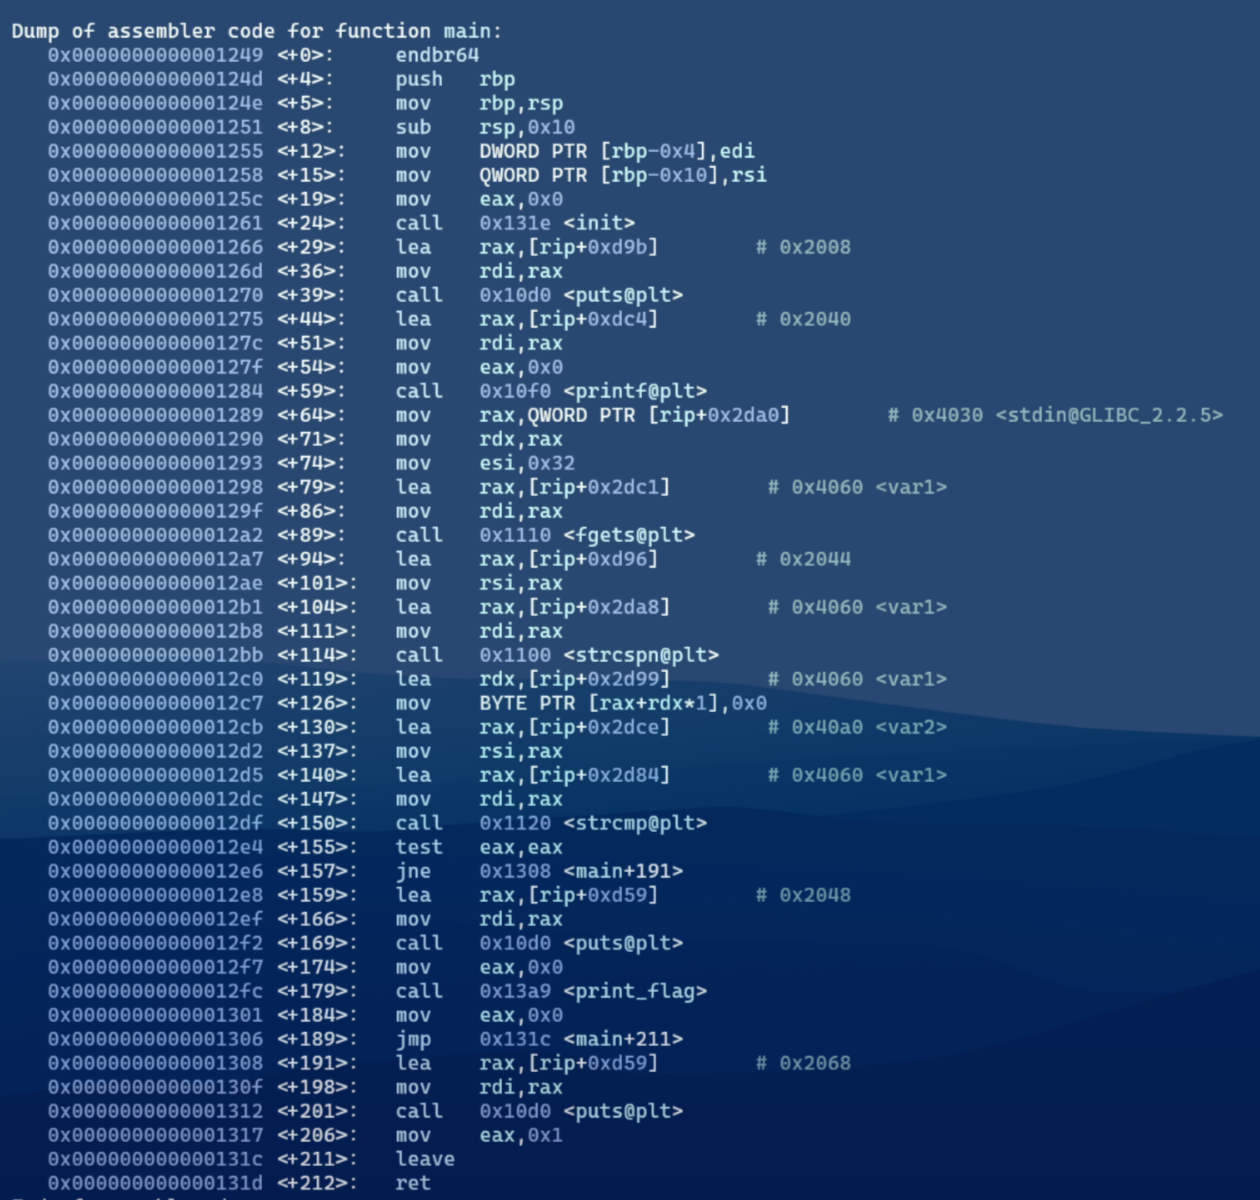 Dump of assembler code for function main:
0x0000000000001249 <+0>: endbr64
0x000000000000124d <+4>: push rbp
0x000000000000124e <+5>: mov rbp,rsp
0x0000000000001251 <+8>: sub rsp,0x10
0x0000000000001255 <+12>: mov DWORD PTR [rbp-0x4],edi
0x0000000000001258 <+15>: mov QWORD PTR [rbp-0x10],rsi
0x000000000000125c <+19>: mov eax,0x0
0x0000000000001261 <+24>: call 0x131e <init>
0x0000000000001266 <+29>: lea rax,[rip+0xd9b] # 0x2008
0x000000000000126d <+36>: mov rdi,rax
0x0000000000001270 <+39>: call 0x10d0 <puts@plt>
0x0000000000001275 <+44>: lea rax,[rip+0xdc4] # 0x2040
0x000000000000127c <+51>: mov rdi,rax
0x000000000000127f <+54>: mov eax,0x0
0x0000000000001284 <+59>: call 0x10f0 <printf@plt>
0x0000000000001289 <+64>: mov rax,QWORD PTR [rip+0x2da0] # 0x4030 <stdin@GLIBC_2.2.5>
0x0000000000001290 <+71>: mov rdx,rax
0x0000000000001293 <+74>: mov esi,0x32
0x0000000000001298 <+79>: lea rax,[rip+0x2dc1] # 0x4060 <var1>
0x000000000000129f <+86>: mov rdi,rax
0x00000000000012a2 <+89>: call 0x1110 <fgets@plt>
0x00000000000012a7 <+94>: lea rax,[rip+0xd96] # 0x2044
0x00000000000012ae <+101>: mov rsi,rax
0x00000000000012b1 <+104>: lea rax,[rip+0x2da8] # 0x4060 <var1>
0x00000000000012b8 <+111>: mov rdi,rax
0x00000000000012bb <+114>: call 0x1100 <strcspn@plt>
0x00000000000012c0 <+119>: lea rdx,[rip+0x2d99] # 0x4060 <var1>
0x00000000000012c7 <+126>: mov BYTE PTR [rax+rdx*1],0x0
0x00000000000012cb <+130>: lea rax,[rip+0x2dce] # 0x40a0 <var2>
0x00000000000012d2 <+137>: mov rsi,rax
0x00000000000012d5 <+140>: lea rax,[rip+0x2d84] # 0x4060 <var1>
0x00000000000012dc <+147>: mov rdi,rax
0x00000000000012df <+150>: call 0x1120 <strcmp@plt>
0x00000000000012e4 <+155>: test eax,eax
0x00000000000012e6 <+157>: jne 0x1308 <main+191>
0x00000000000012e8 <+159>: lea rax,[rip+0xd59] # 0x2048
0x00000000000012ef <+166>: mov rdi,rax
0x00000000000012f2 <+169>: call 0x10d0 <puts@plt>
0x00000000000012f7 <+174>: mov eax,0x0
0x00000000000012fc <+179>: call 0x13a9 <print_flag>
0x0000000000001301 <+184>: mov eax,0x0
0x0000000000001306 <+189>: jmp 0x131c <main+211>
0x0000000000001308 <+191>: lea rax,[rip+0xd59] # 0x2068
0x000000000000130f <+198>: mov rdi,rax
0x0000000000001312 <+201>: call 0x10d0 <puts@plt>
0x0000000000001317 <+206>: mov eax,0x1
0x000000000000131c <+211>: leave
0x000000000000131d <+212>: ret